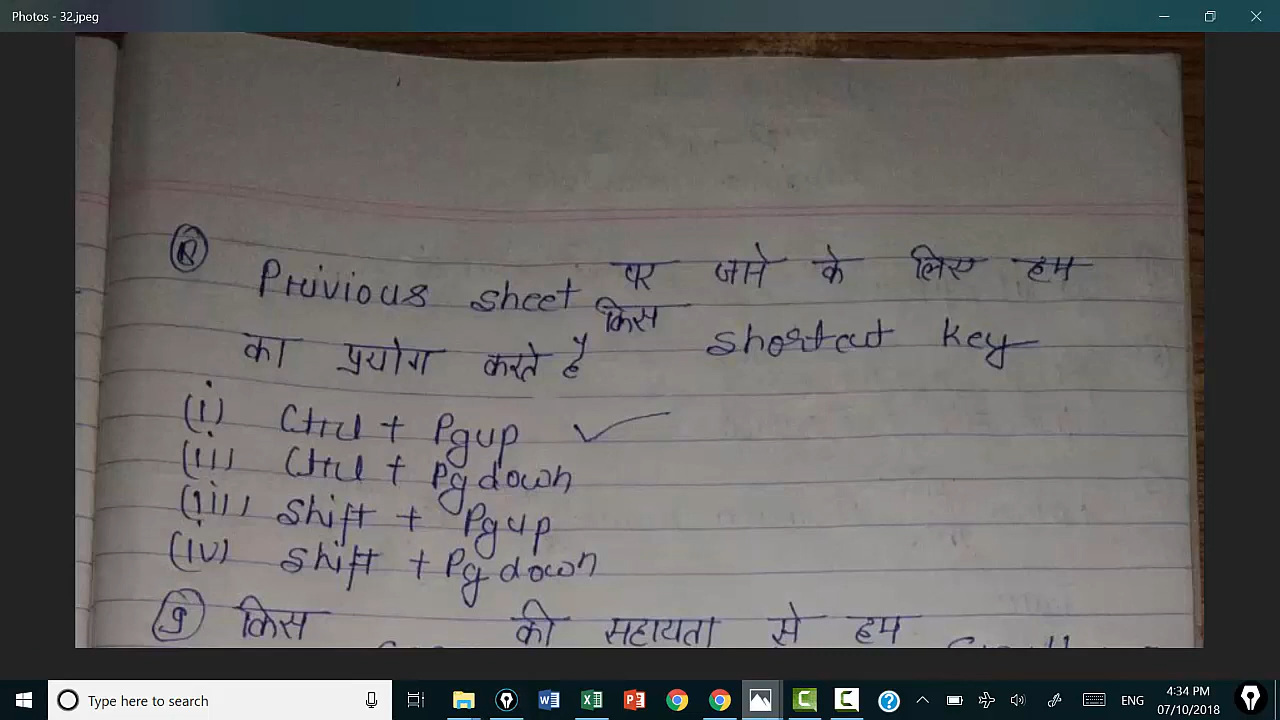 Photos - 32.jpeg
Privious sheet पर जाने के लिए हम
किस shortcut key
का प्रयोग करते है
(i) Ctrl + Pgup ✓
(ii) Ctrl + Pg down
(iii) Shift + Pgup
(iv) Shift + Pg down
किस की सहायता से हम
Type here to search
ENG
4:34 PM
07/10/2018